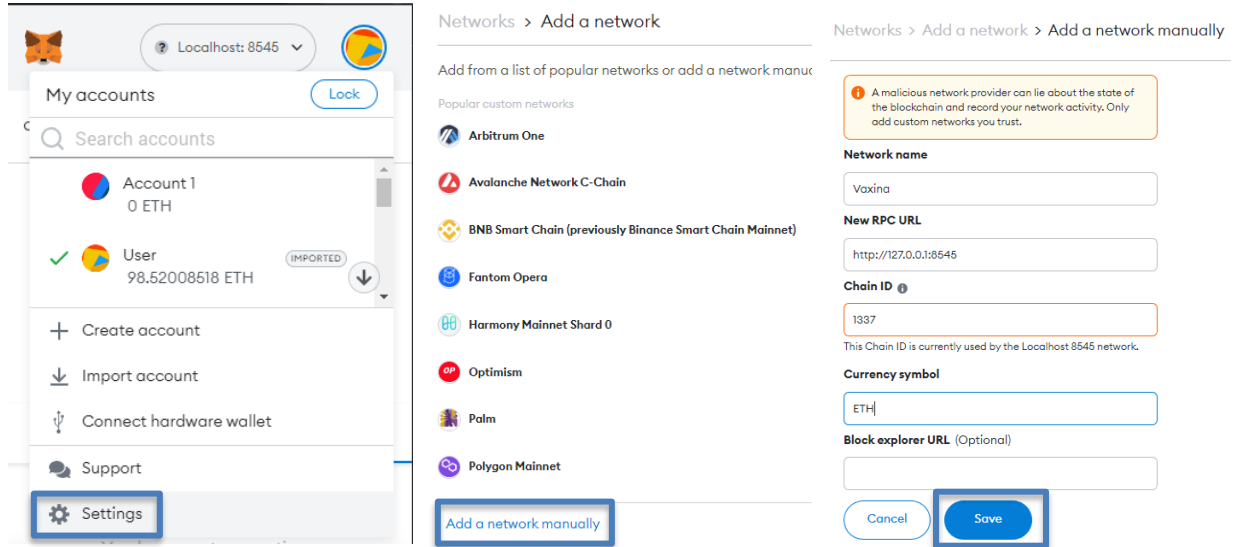 Localhost: 8545
My accounts
Lock
Search accounts
Account 1
0 ETH
User
IMPORTED
98.52008518 ETH
Create account
Import account
Connect hardware wallet
Support
Settings
Networks > Add a network
Add from a list of popular networks or add a network manu
Popular custom networks
Arbitrum One
Avalanche Network C-Chain
BNB Smart Chain (previously Binance Smart Chain Mainnet)
Fantom Opera
Harmony Mainnet Shard 0
OP
Optimism
Palm
Polygon Mainnet
Add a network manually
Networks > Add a network > Add a network manually
A malicious network provider can lie about the state of
the blockchain and record your network activity. Only
add custom networks you trust.
Network name
Vaxina
New RPC URL
http://127.0.0.1:8545
Chain ID
1337
This Chain ID is currently used by the Localhost 8545 network.
Currency symbol
ETH
Block explorer URL (Optional)
Cancel
Save